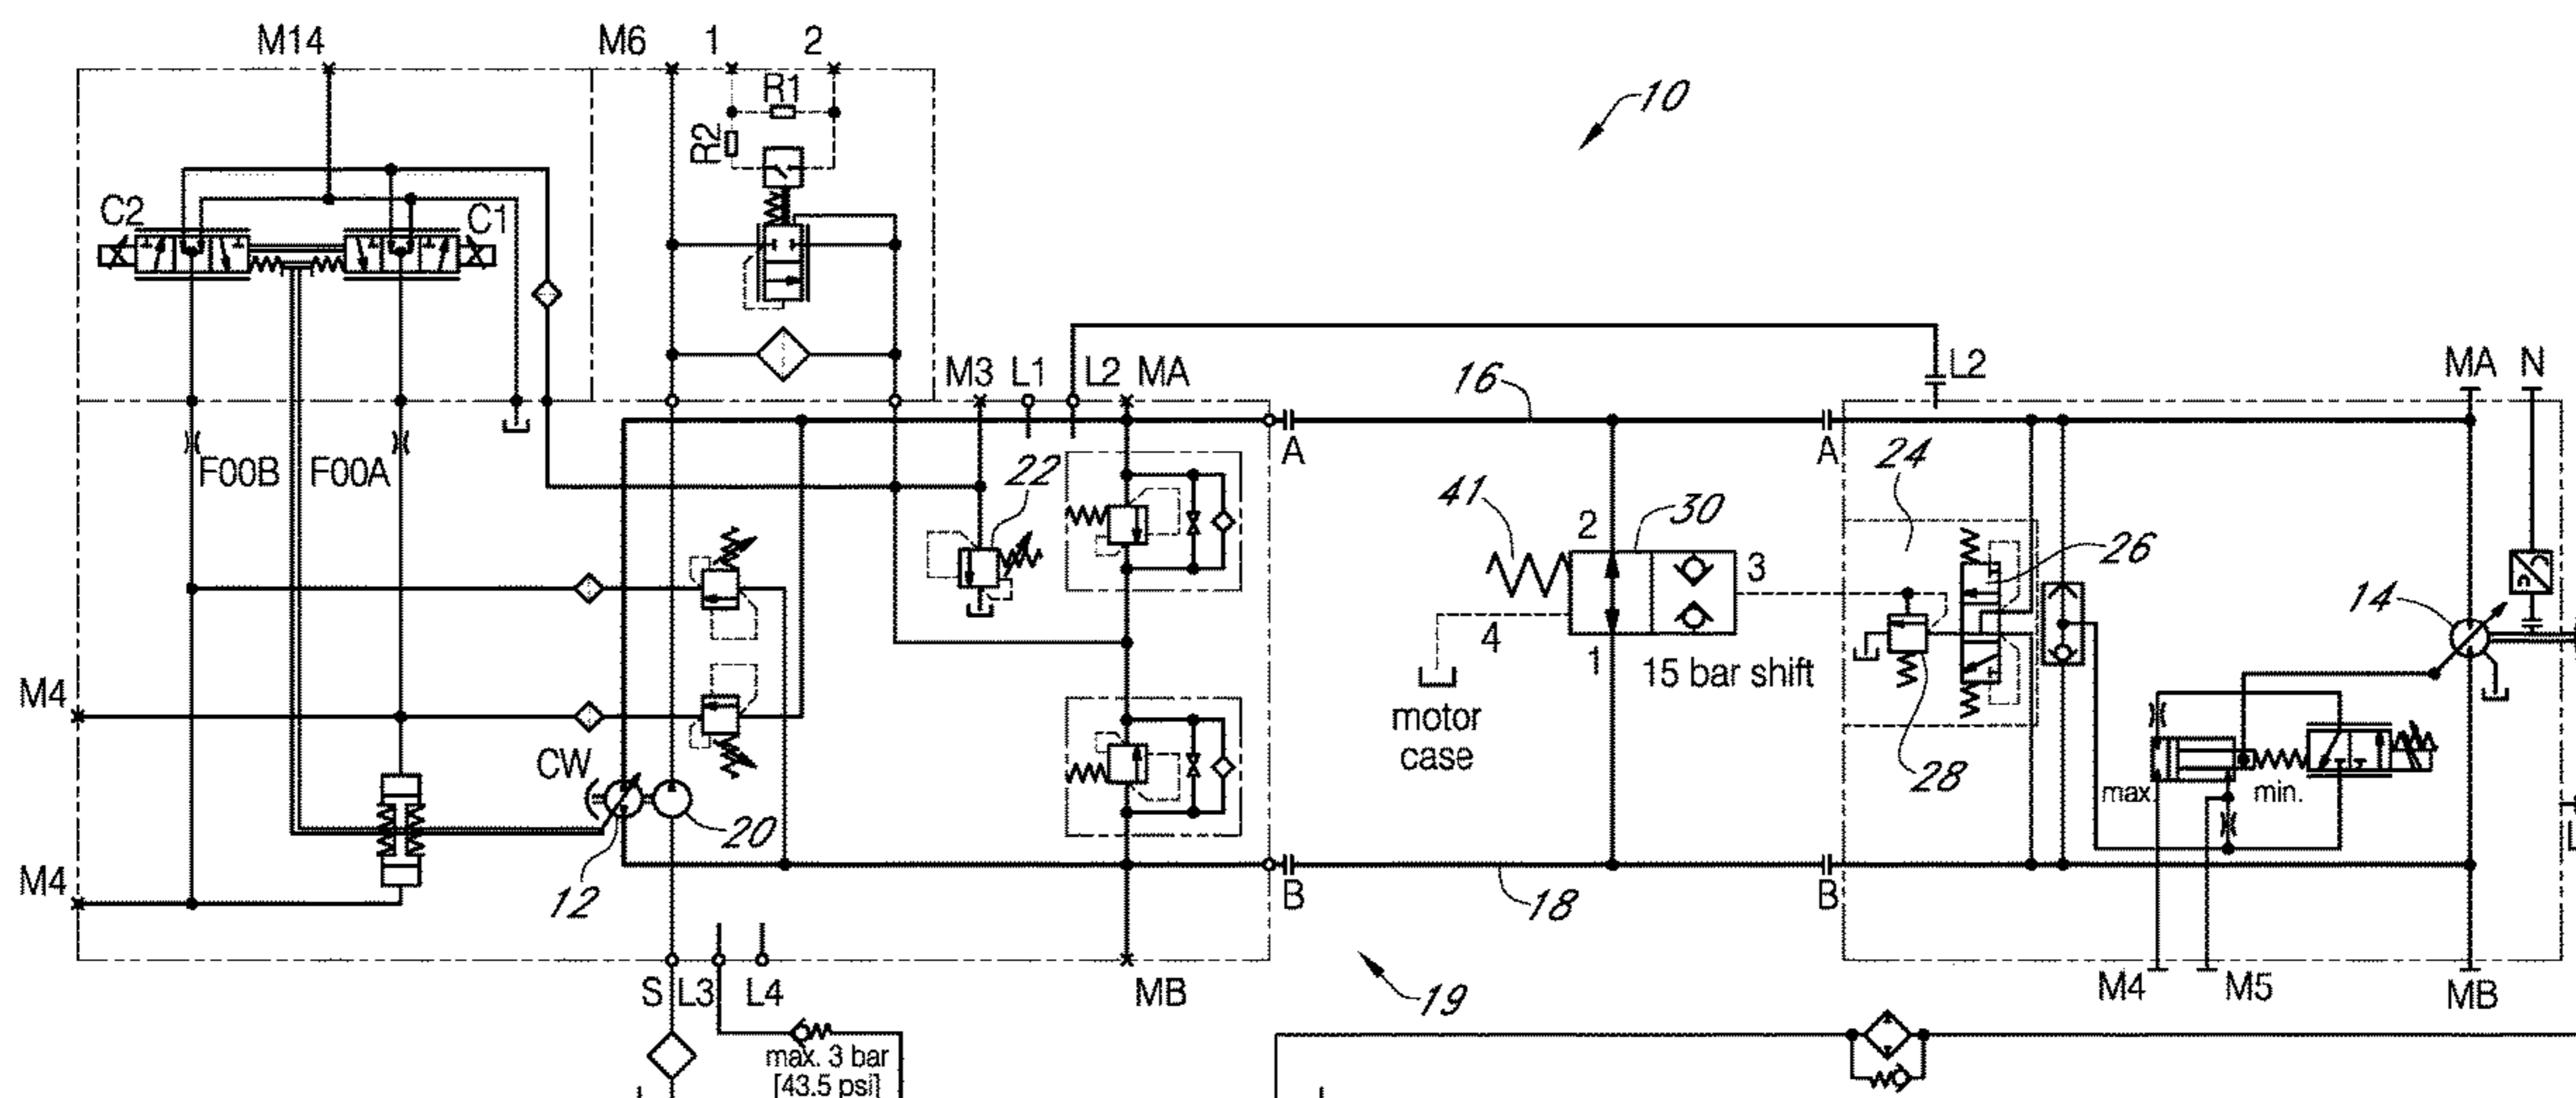 M14
M6
1
2
R1
R2
10
C2
C1
M3
L1
L2
MA
16
L2
MA
N
A
A
F00B
F00A
22
24
41
2
30
3
26
14
4
1
15 bar shift
28
M4
motor
case
CW
max.
min.
20
12
M4
B
18
B
S
L3
L4
MB
19
M4
M5
MB
max. 3 bar
[43.5 psi]